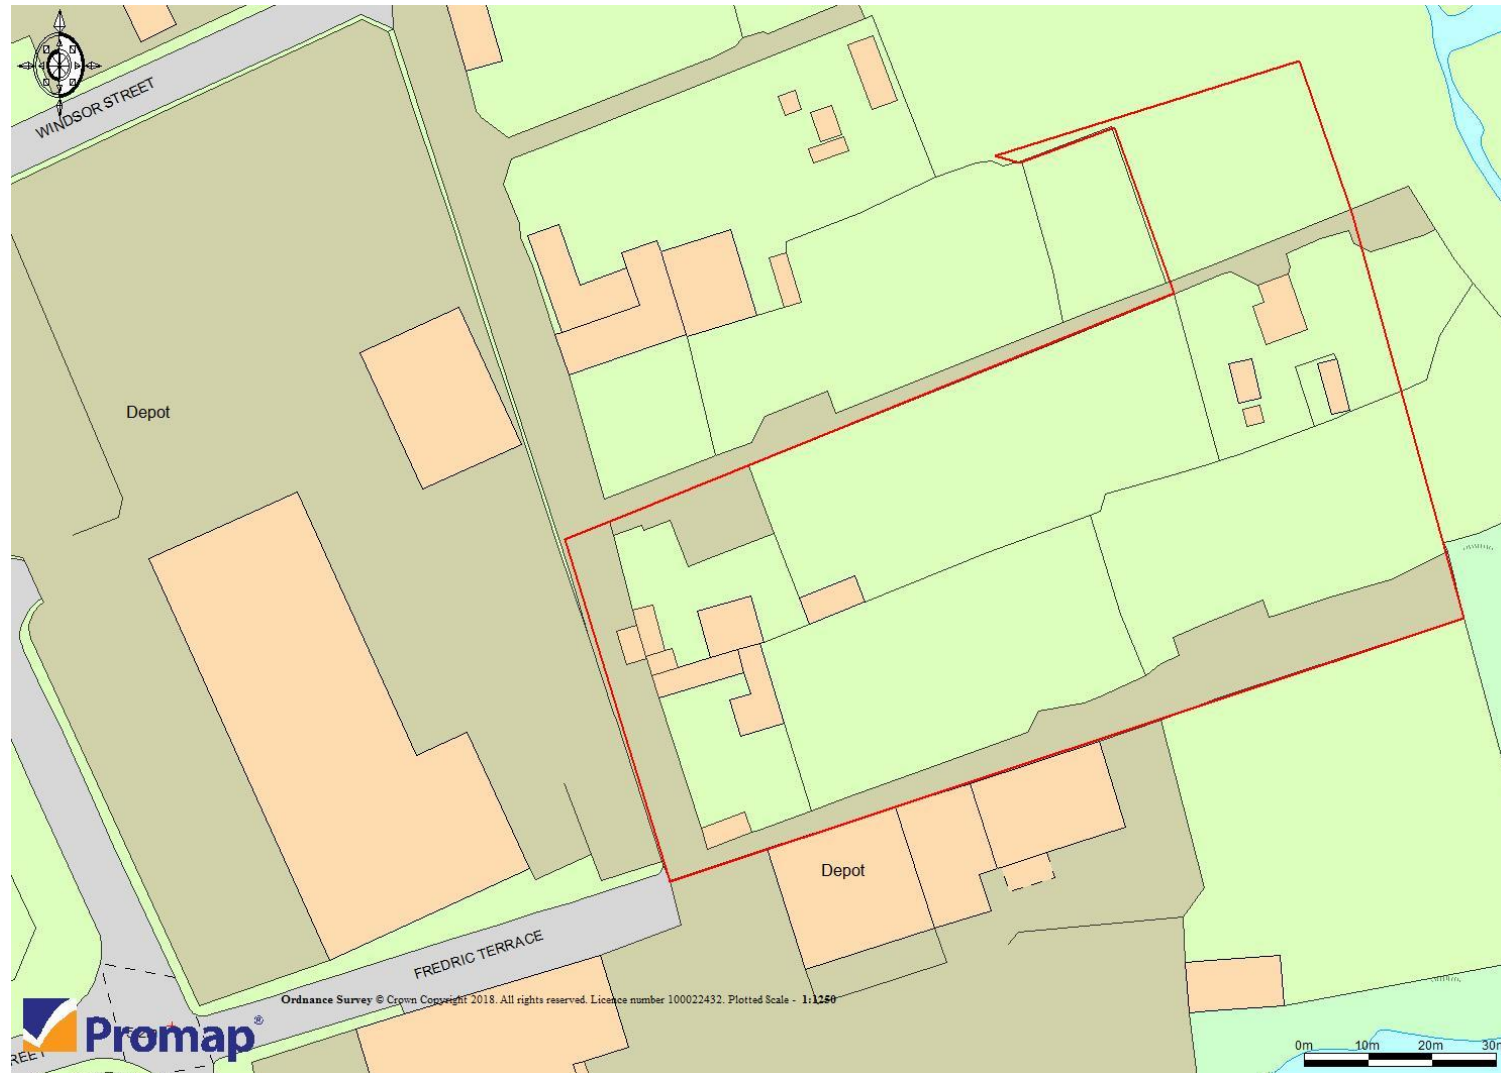 WINDSOR STREET
Depot
Depot
FREDRIC TERRACE
Ordnance Survey © Crown Copyright 2018. All rights reserved. Licence number 100022432. Plotted Scale - 1:1250
Promap®
0m 10m 20m 30m